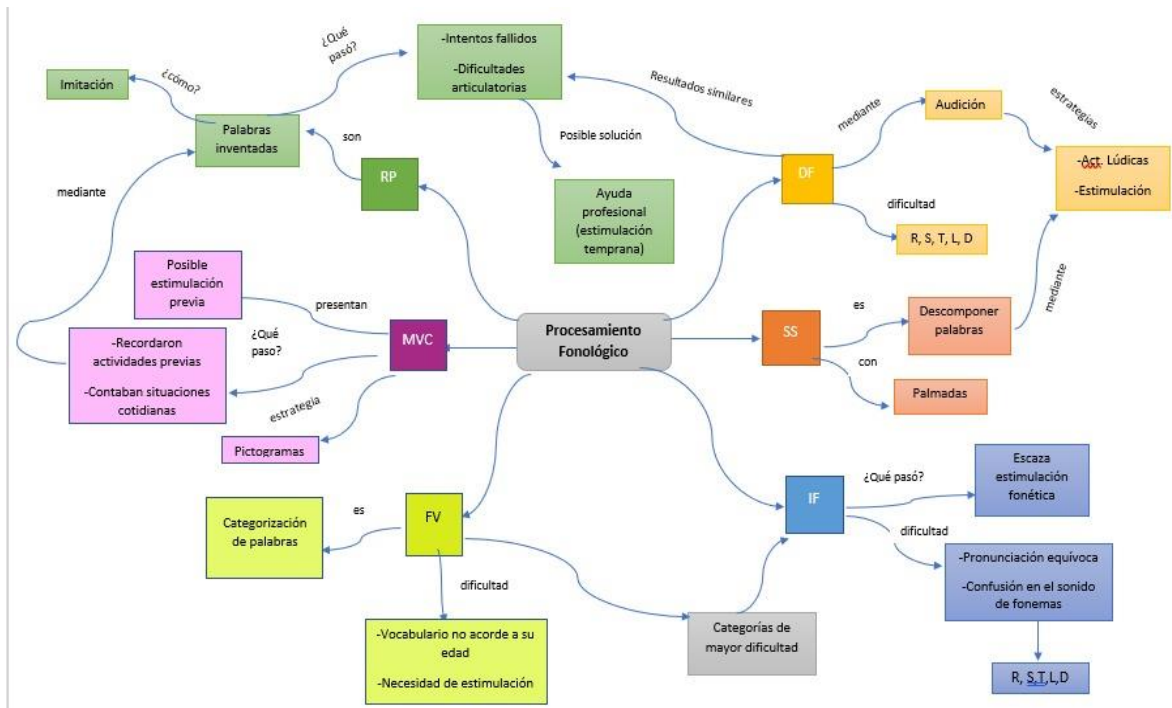 ¿Qué
pasó?
-Intentos fallidos
-Dificultades
articulatorias
Imitación
¿cómo?
Palabras
inventadas
son
RP
Posible solución
Ayuda
profesional
(estimulación
temprana)
Resultados similares
mediante
Audición
estrategias
-Act. Lúdicas
-Estimulación
DF
dificultad
R, S, T, L, D
mediante
mediante
Posible
estimulación
previa
presentan
MVC
¿Qué
paso?
-Recordaron
actividades previas
-Contaban situaciones
cotidianas
estrategia
Pictogramas
Procesamiento
Fonológico
SS
es
Descomponer
palabras
con
Palmadas
Categorización
de palabras
es
FV
dificultad
-Vocabulario no acorde a su
edad
-Necesidad de estimulación
Categorías de
mayor dificultad
IF
¿Qué pasó?
Escaza
estimulación
fonética
dificultad
-Pronunciación equívoca
-Confusión en el sonido
de fonemas
R, S,T,L,D